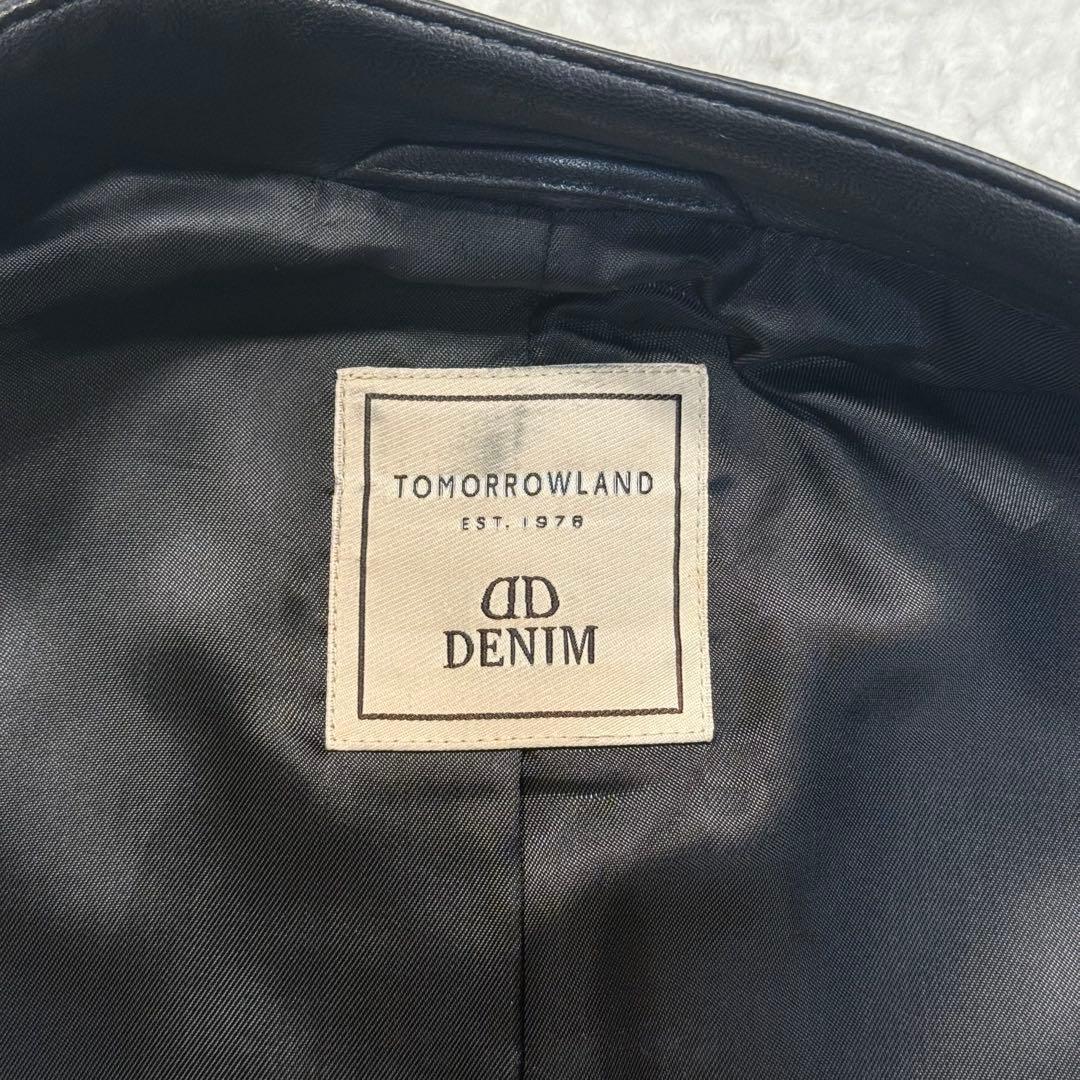 TOMORROWLAND
EST. 1978
DD
DENIM